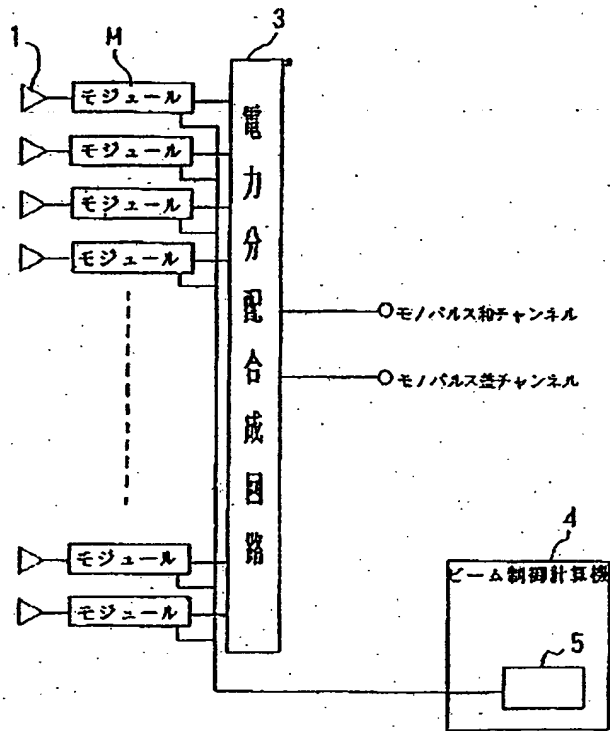 1
M
3
モジュール
モジュール
モジュール
モジュール
電力分配合成回路
モノパルス和チャンネル
モノパルス差チャンネル
モジュール
モジュール
4
ビーム制御計算機
5